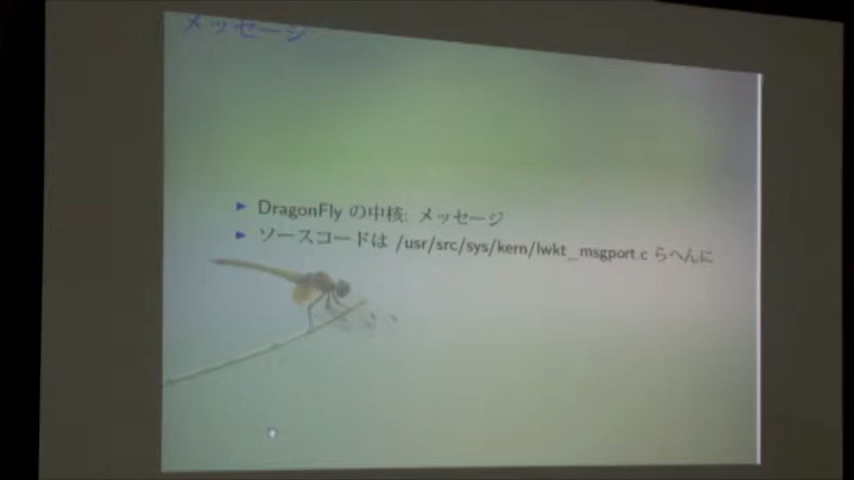 メッセージ
DragonFly の中核: メッセージ
ソースコードは /usr/src/sys/kern/lwkt_msgport.c らへんに